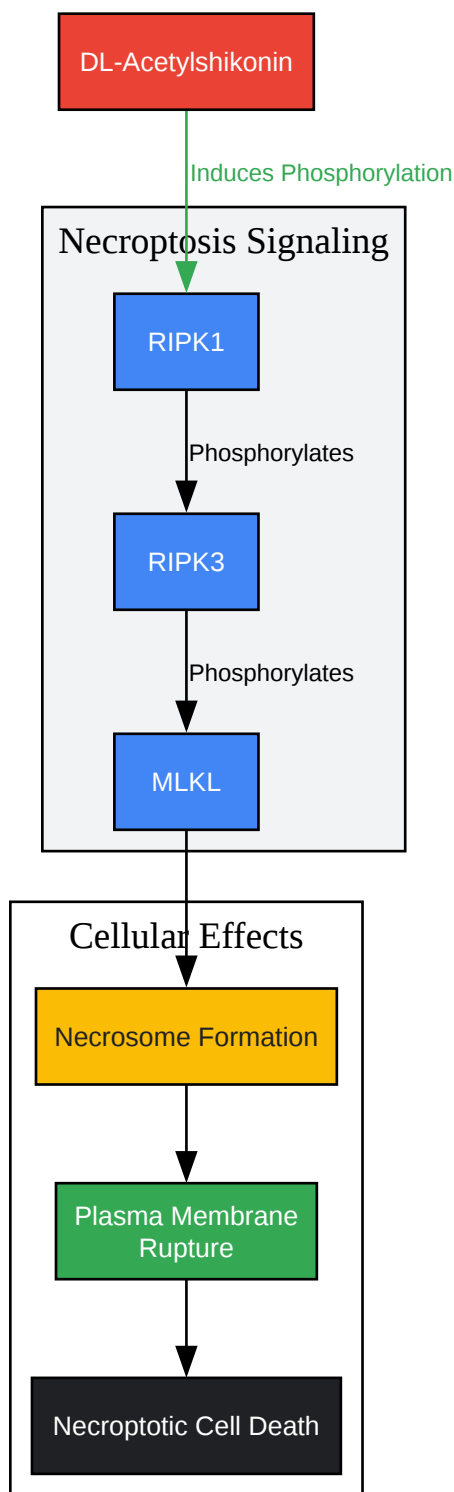 DL-Acetylshikonin
Induces Phosphorylation
Necroptosis Signaling
RIPK1
Phosphorylates
RIPK3
Phosphorylates
MLKL
Cellular Effects
Necrosome Formation
Plasma Membrane
Rupture
Necroptotic Cell Death